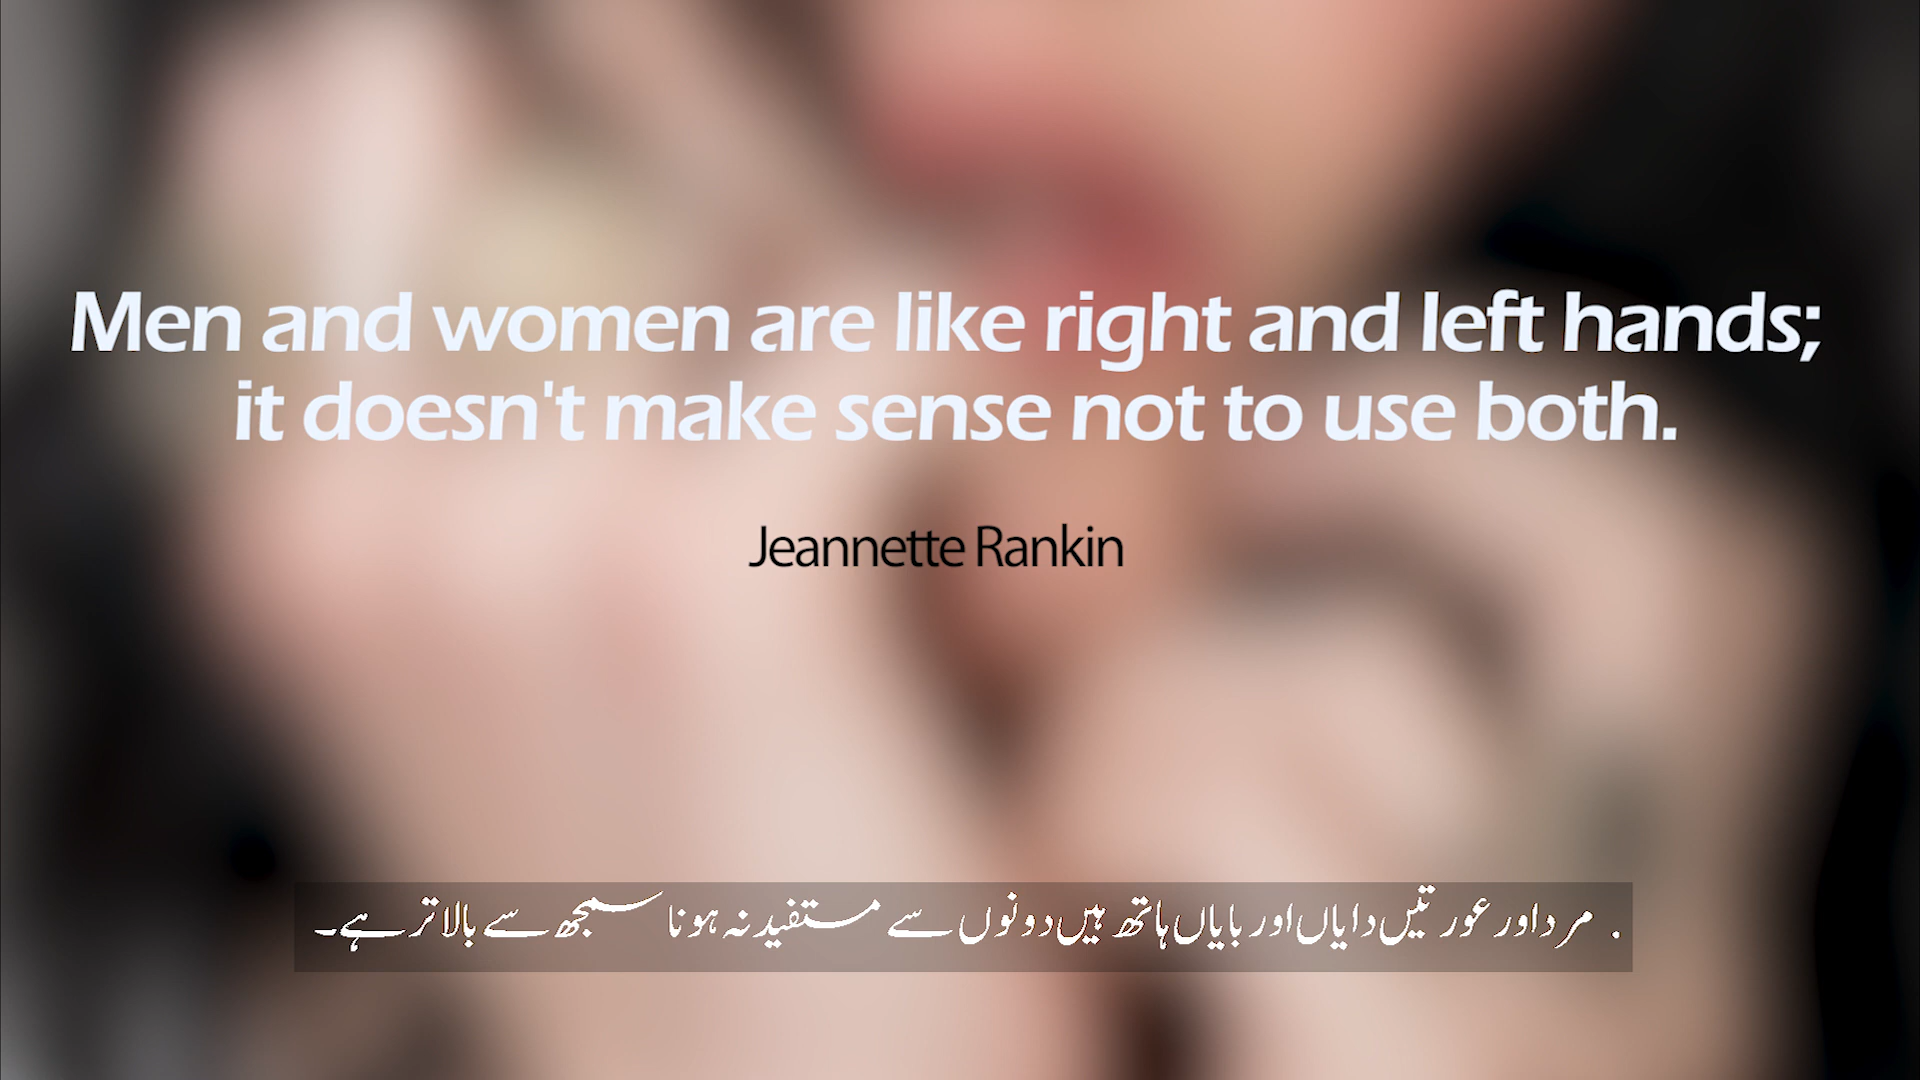 Men and women are like right and left hands;
it doesn't make sense not to use both.
Jeannette Rankin
. مرد اور عورتیں دایاں اور بایاں ہاتھ ہیں دونوں سے مستفید نہ ہونا سمجھ سے بالاتر ہے۔